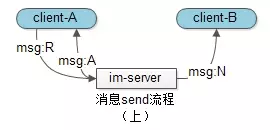 client-A
client-B
msg:R
msg:A
im-server
msg:N
消息send流程
（上）